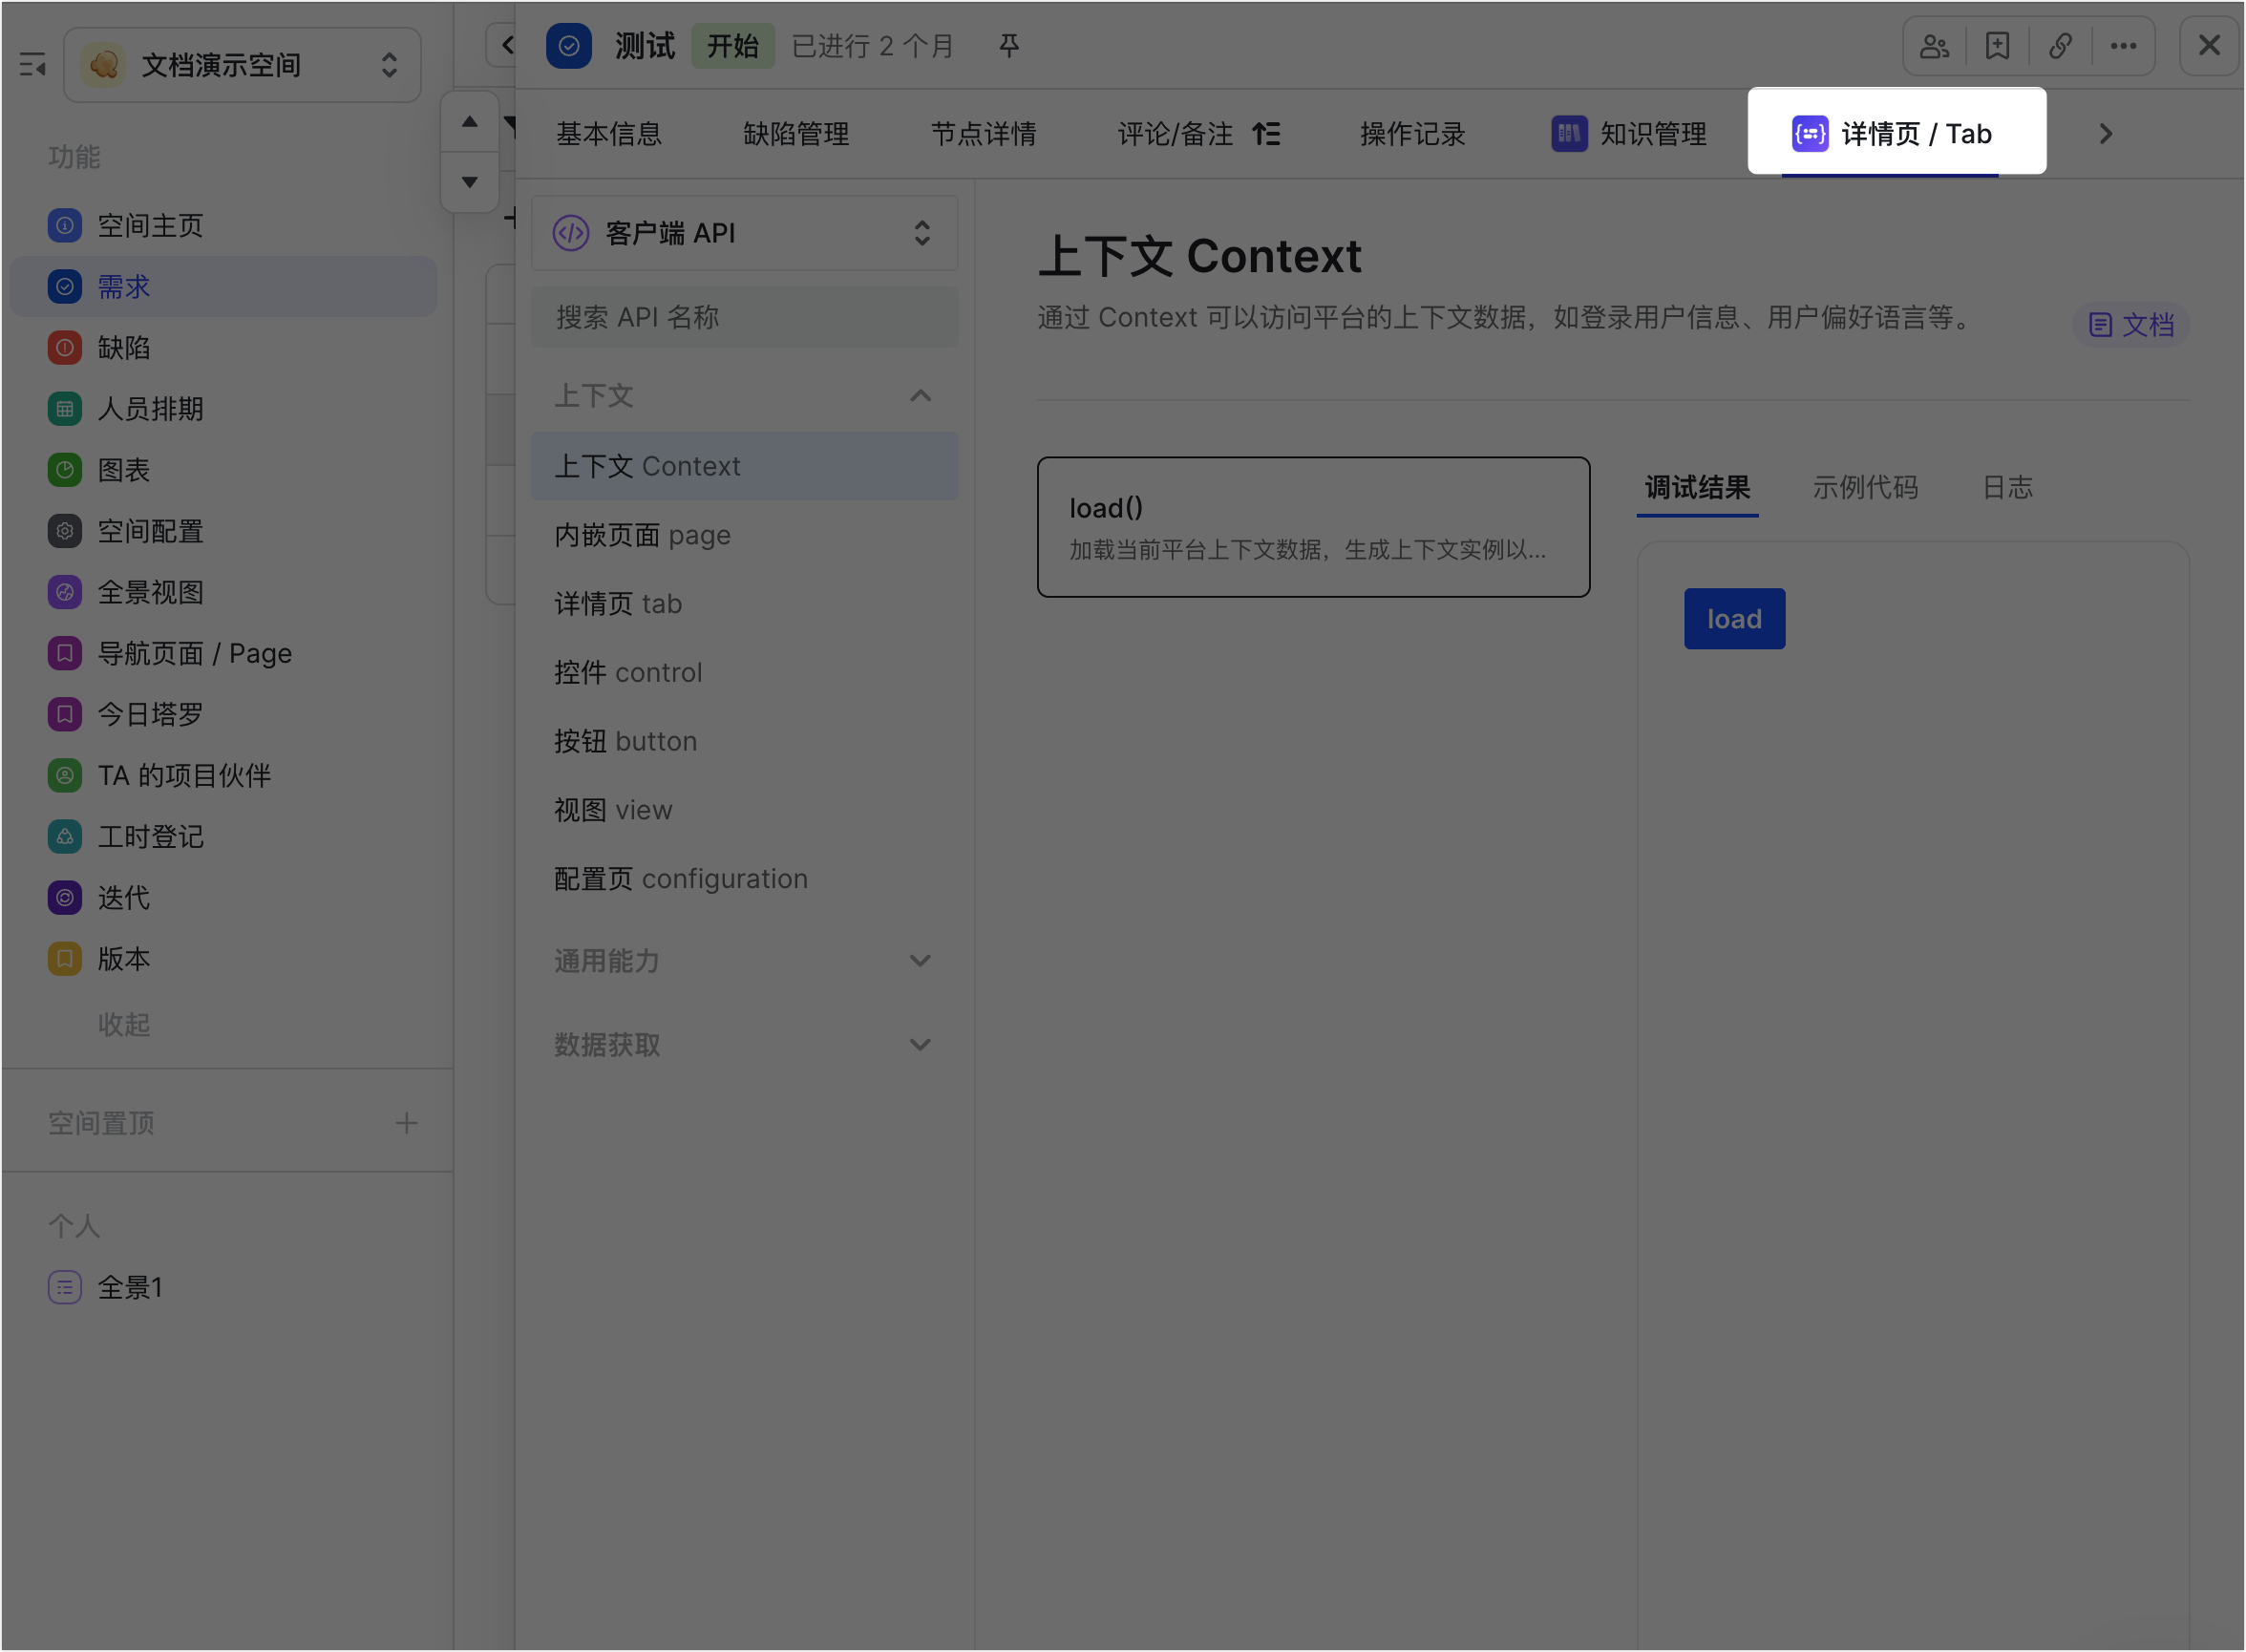 文档演示空间
功能
空间主页
需求
缺陷
人员排期
图表
空间配置
全景视图
导航页面 / Page
今日塔罗
TA 的项目伙伴
工时登记
迭代
版本
收起
空间置顶
个人
全景1
测试 开始 已进行 2 个月
基本信息 缺陷管理 节点详情 评论/备注 操作记录 知识管理 详情页 / Tab
客户端 API
搜索 API 名称
上下文
上下文 Context
内嵌页面 page
详情页 tab
控件 control
按钮 button
视图 view
配置页 configuration
通用能力
数据获取
上下文 Context
通过 Context 可以访问平台的上下文数据，如登录用户信息、用户偏好语言等。
文档
load()
加载当前平台上下文数据，生成上下文实例以...
调试结果 示例代码 日志
load